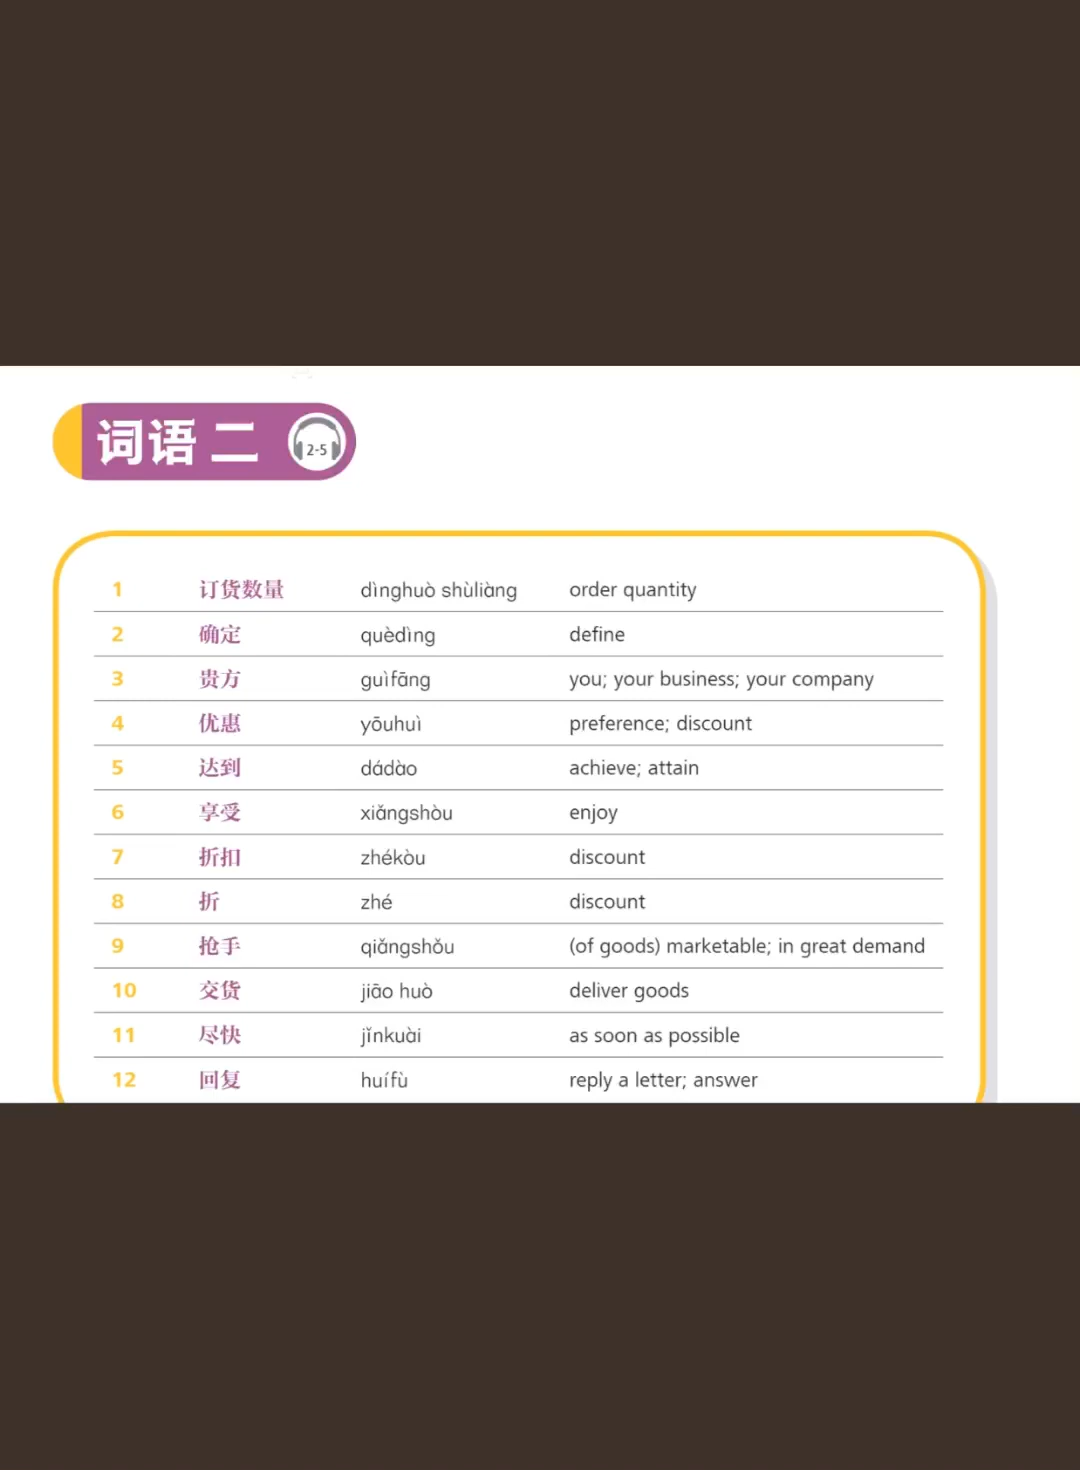 词语二 2-5
1 订货数量 dìnghuò shùliàng order quantity
2 确定 quèdìng define
3 贵方 guìfāng you; your business; your company
4 优惠 yōuhuì preference; discount
5 达到 dádào achieve; attain
6 享受 xiǎngshòu enjoy
7 折扣 zhékòu discount
8 折 zhé discount
9 抢手 qiǎngshǒu (of goods) marketable; in great demand
10 交货 jiāo huò deliver goods
11 尽快 jǐnkuài as soon as possible
12 回复 huífù reply a letter; answer